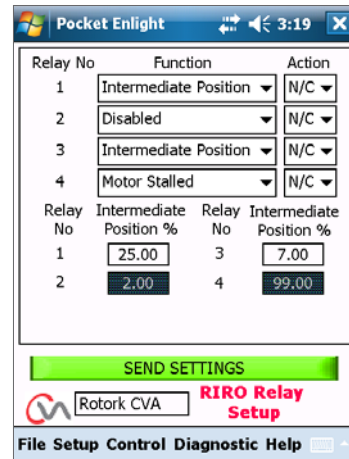 Pocket Enlight 3:19
Relay No Function Action
1 Intermediate Position N/C
2 Disabled N/C
3 Intermediate Position N/C
4 Motor Stalled N/C
Relay Intermediate Relay Intermediate
No Position % No Position %
1 25.00 3 7.00
2 2.00 4 99.00
SEND SETTINGS
Rotork CVA RIRO Relay
Setup
File Setup Control Diagnostic Help